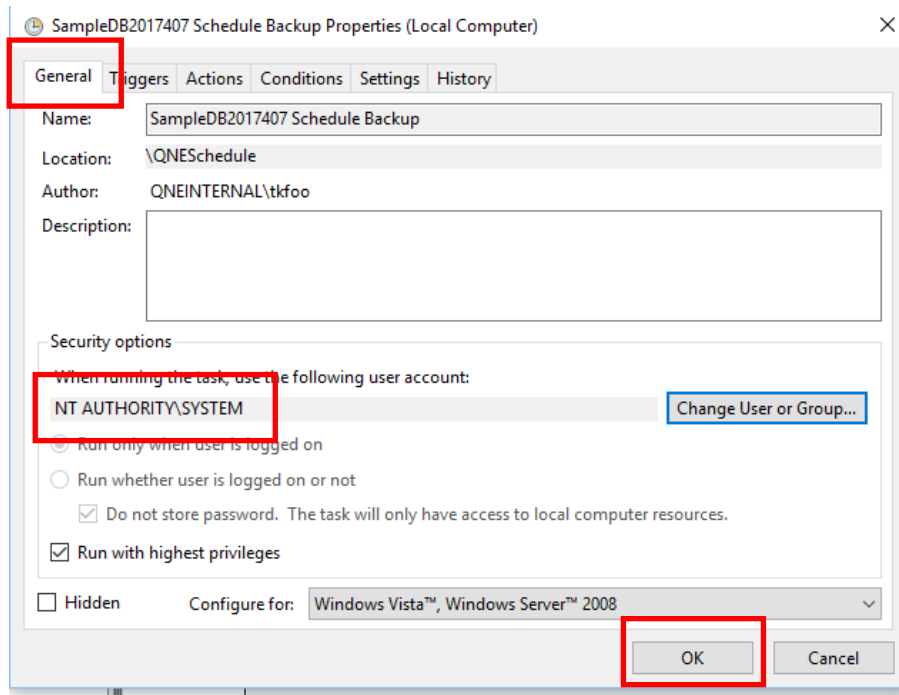 SampleDB2017407 Schedule Backup Properties (Local Computer)
General Triggers Actions Conditions Settings History
Name: SampleDB2017407 Schedule Backup
Location: \QNESchedule
Author: QNEINTERNAL\tkfoo
Description:
Security options
When running the task, use the following user account:
NT AUTHORITY\SYSTEM Change User or Group...
Run only when user is logged on
Run whether user is logged on or not
Do not store password. The task will only have access to local computer resources.
Run with highest privileges
Hidden Configure for: Windows Vista™, Windows Server™ 2008
OK Cancel